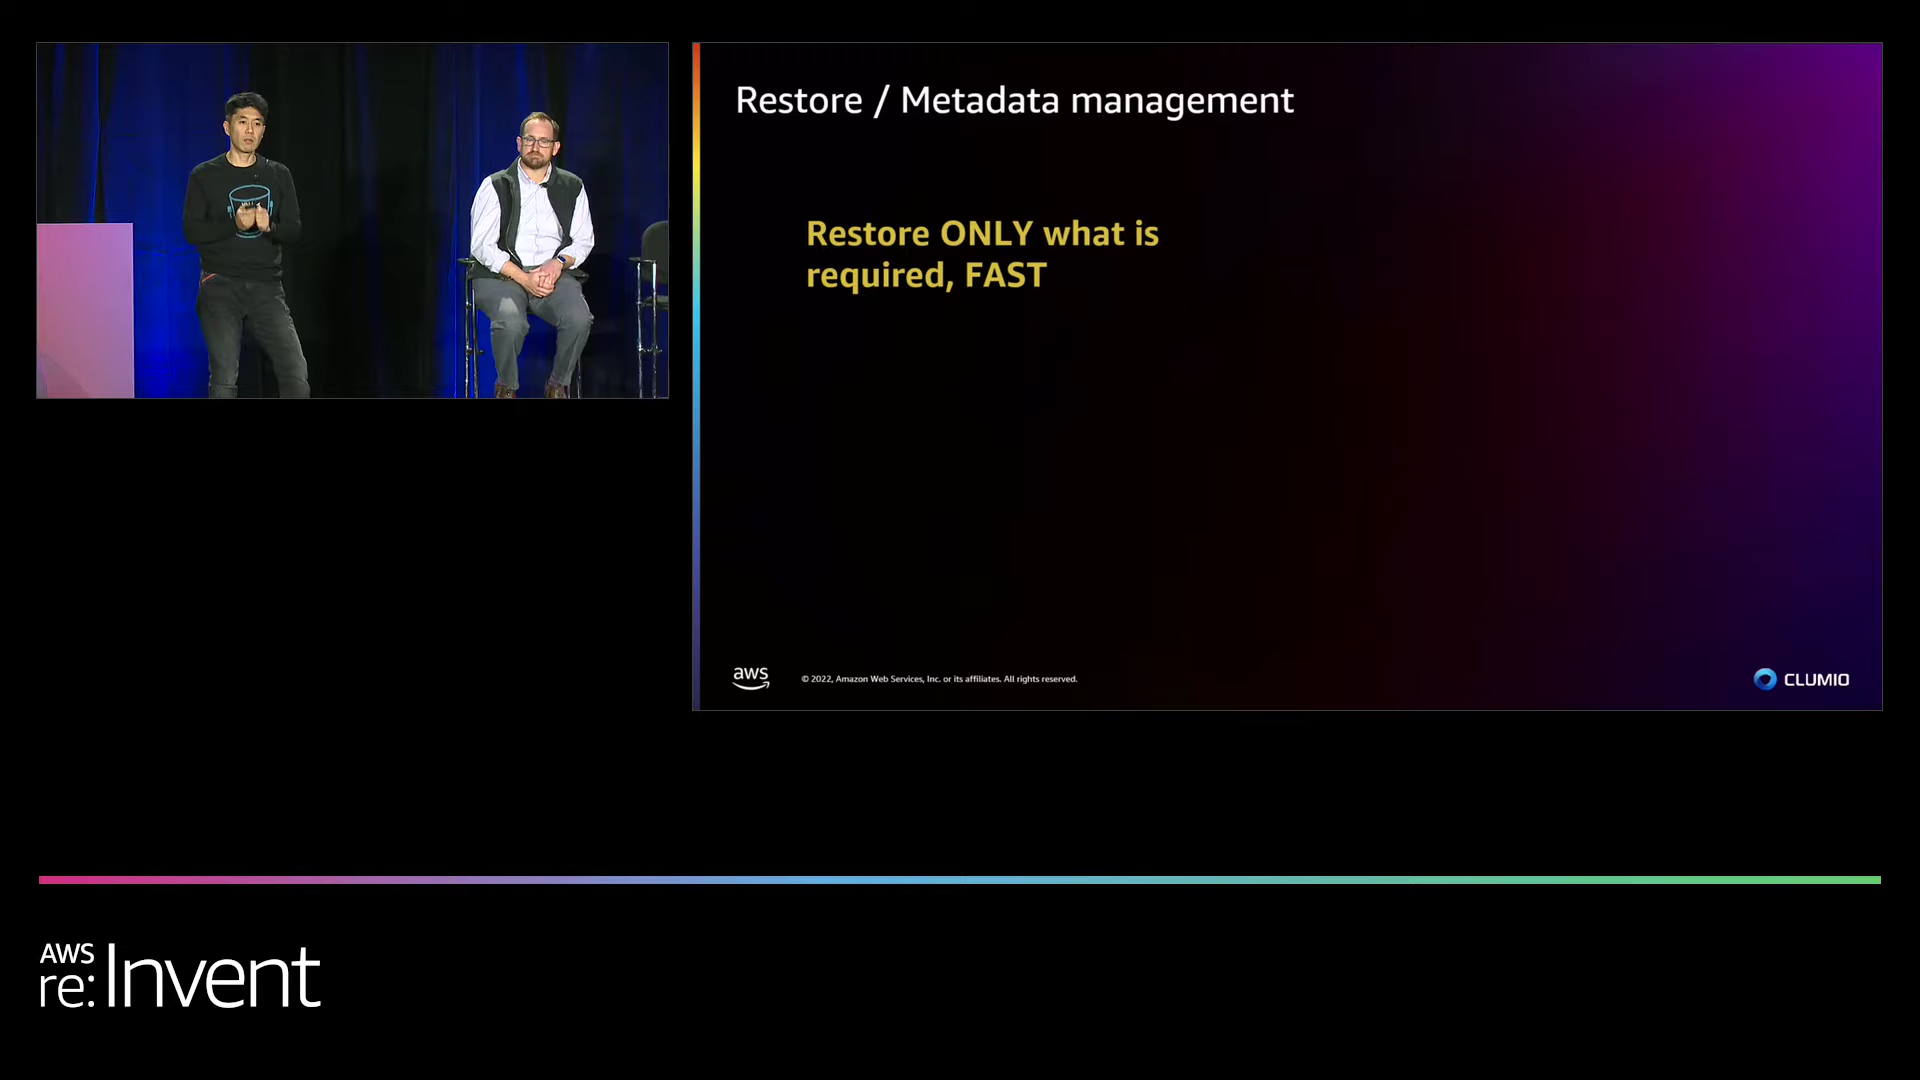 Restore / Metadata management
Restore ONLY what is
required, FAST
aws
© 2022, Amazon Web Services, Inc. or its affiliates. All rights reserved.
CLUMIO
AWS
re:Invent